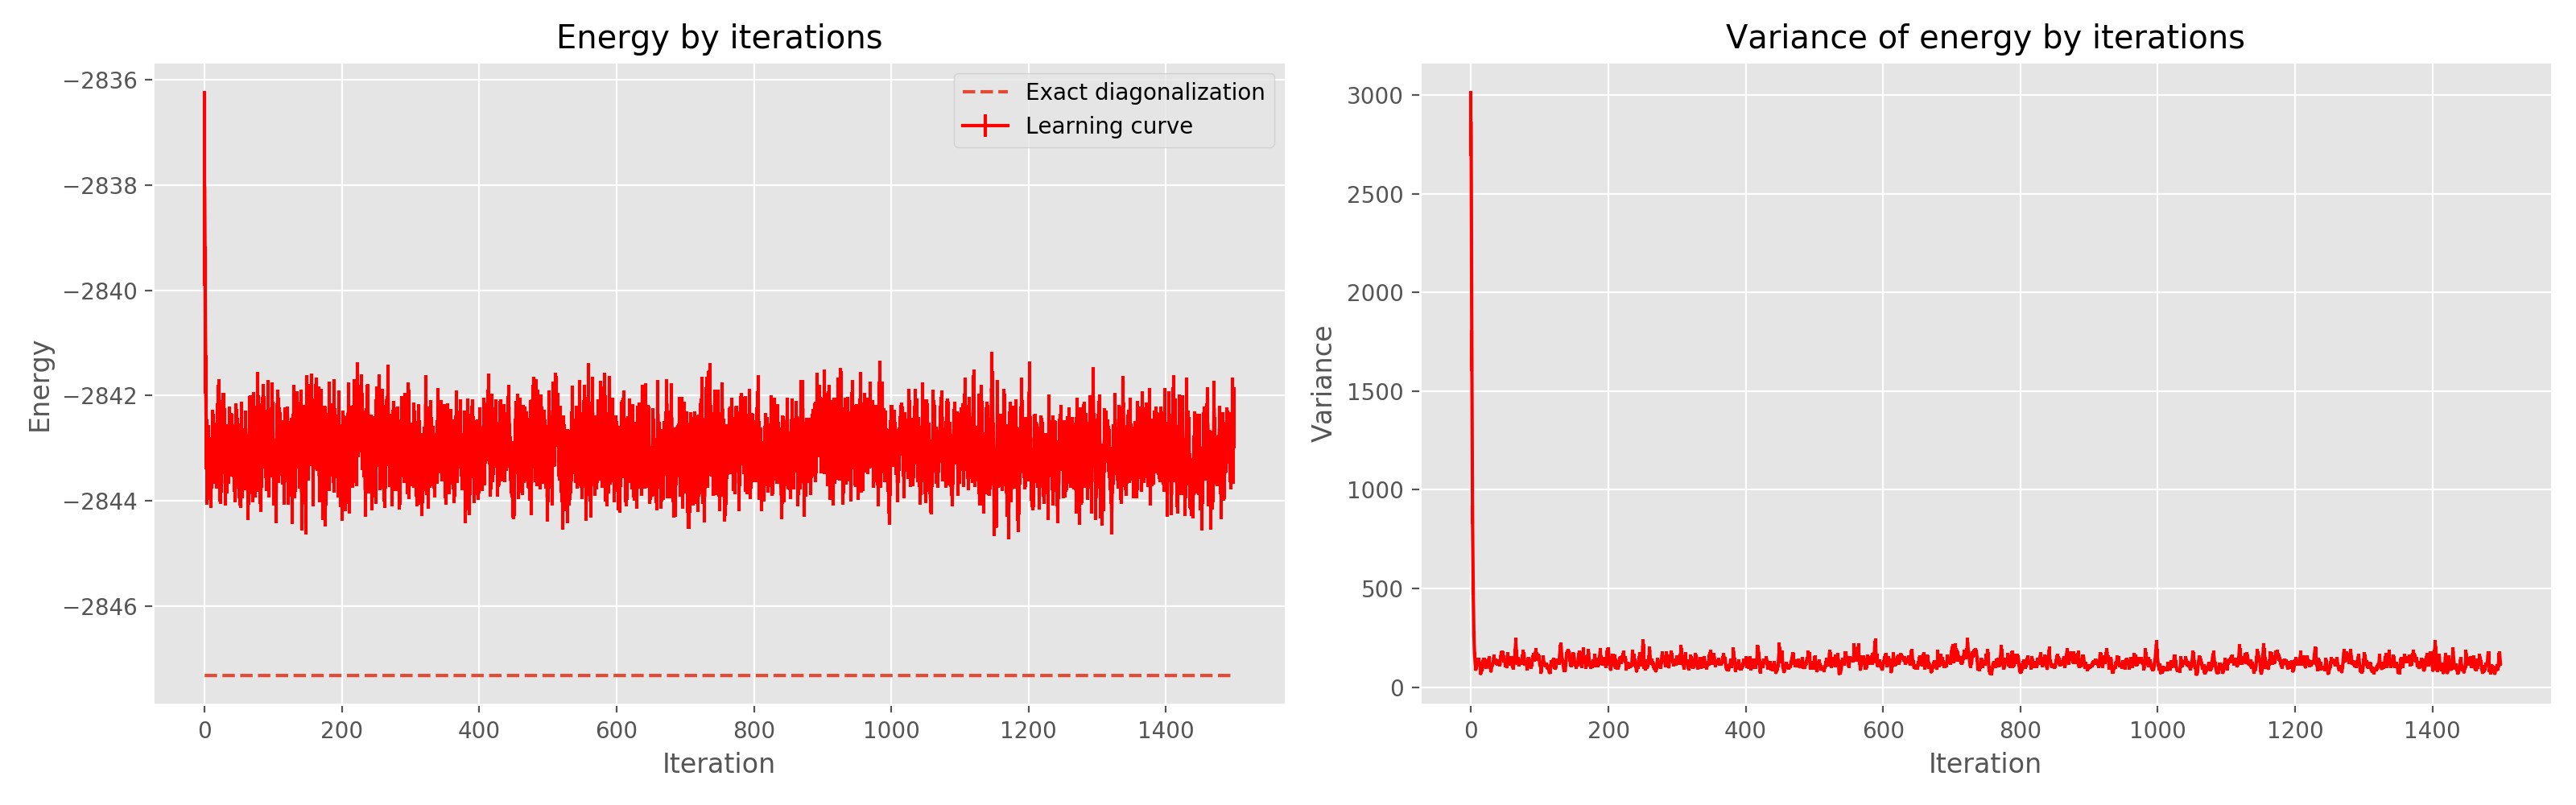 Energy by iterations
−2836
−2838
−2840
−2842
−2844
−2846
Energy
0 200 400 600 800 1000 1200 1400
Iteration
Exact diagonalization
Learning curve
Variance of energy by iterations
3000
2500
2000
1500
1000
500
0
Variance
0 200 400 600 800 1000 1200 1400
Iteration